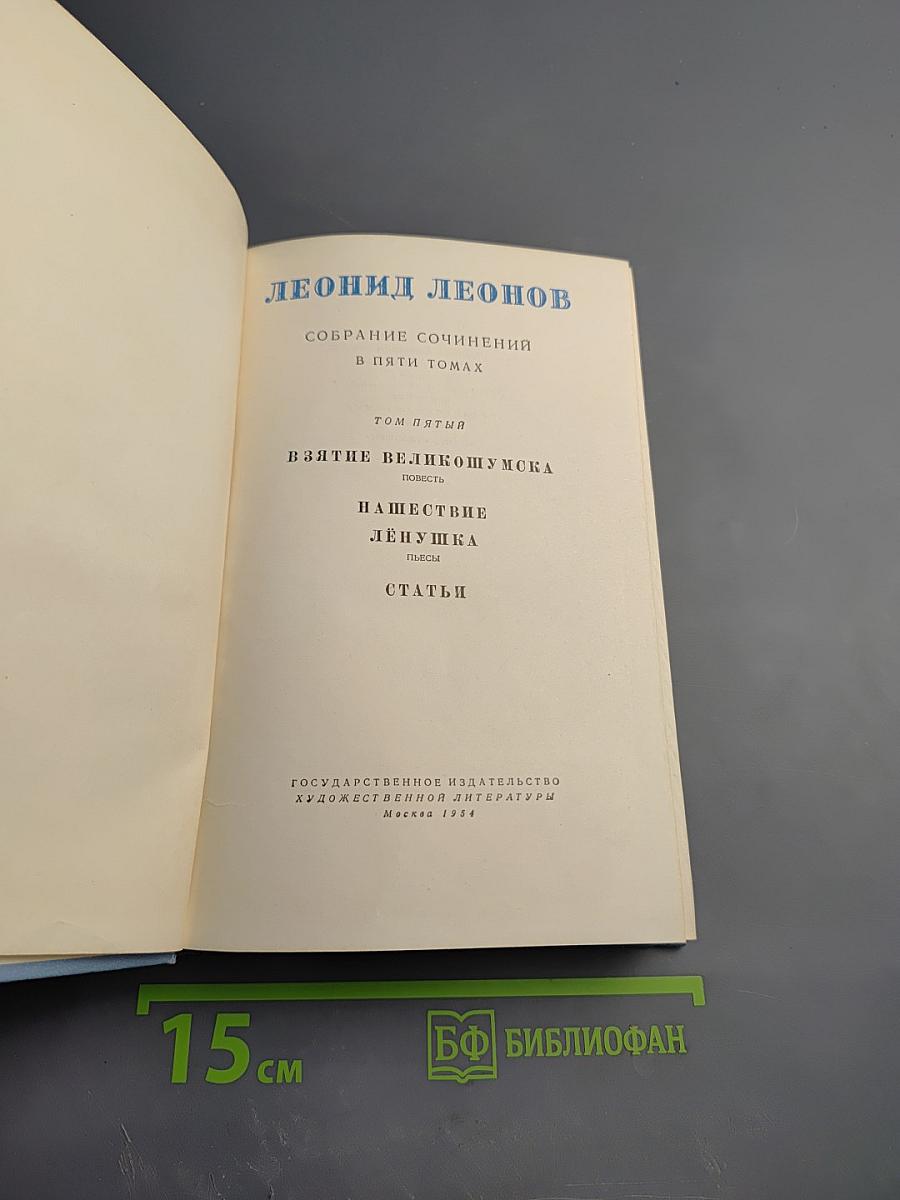 ЛЕОНИД ЛЕОНОВ
СОБРАНИЕ СОЧИНЕНИЙ
В ПЯТИ ТОМАХ
ТОМ ПЯТЫЙ
ВЗЯТИЕ ВЕЛИКОШУМСКА
ПОВЕСТЬ
НАШЕСТВИЕ
ЛЁНУШКА
ПЬЕСЫ
СТАТЬИ
ГОСУДАРСТВЕННОЕ ИЗДАТЕЛЬСТВО
ХУДОЖЕСТВЕННОЙ ЛИТЕРАТУРЫ
Москва 1954
15 см
БФ БИБЛИОФАН